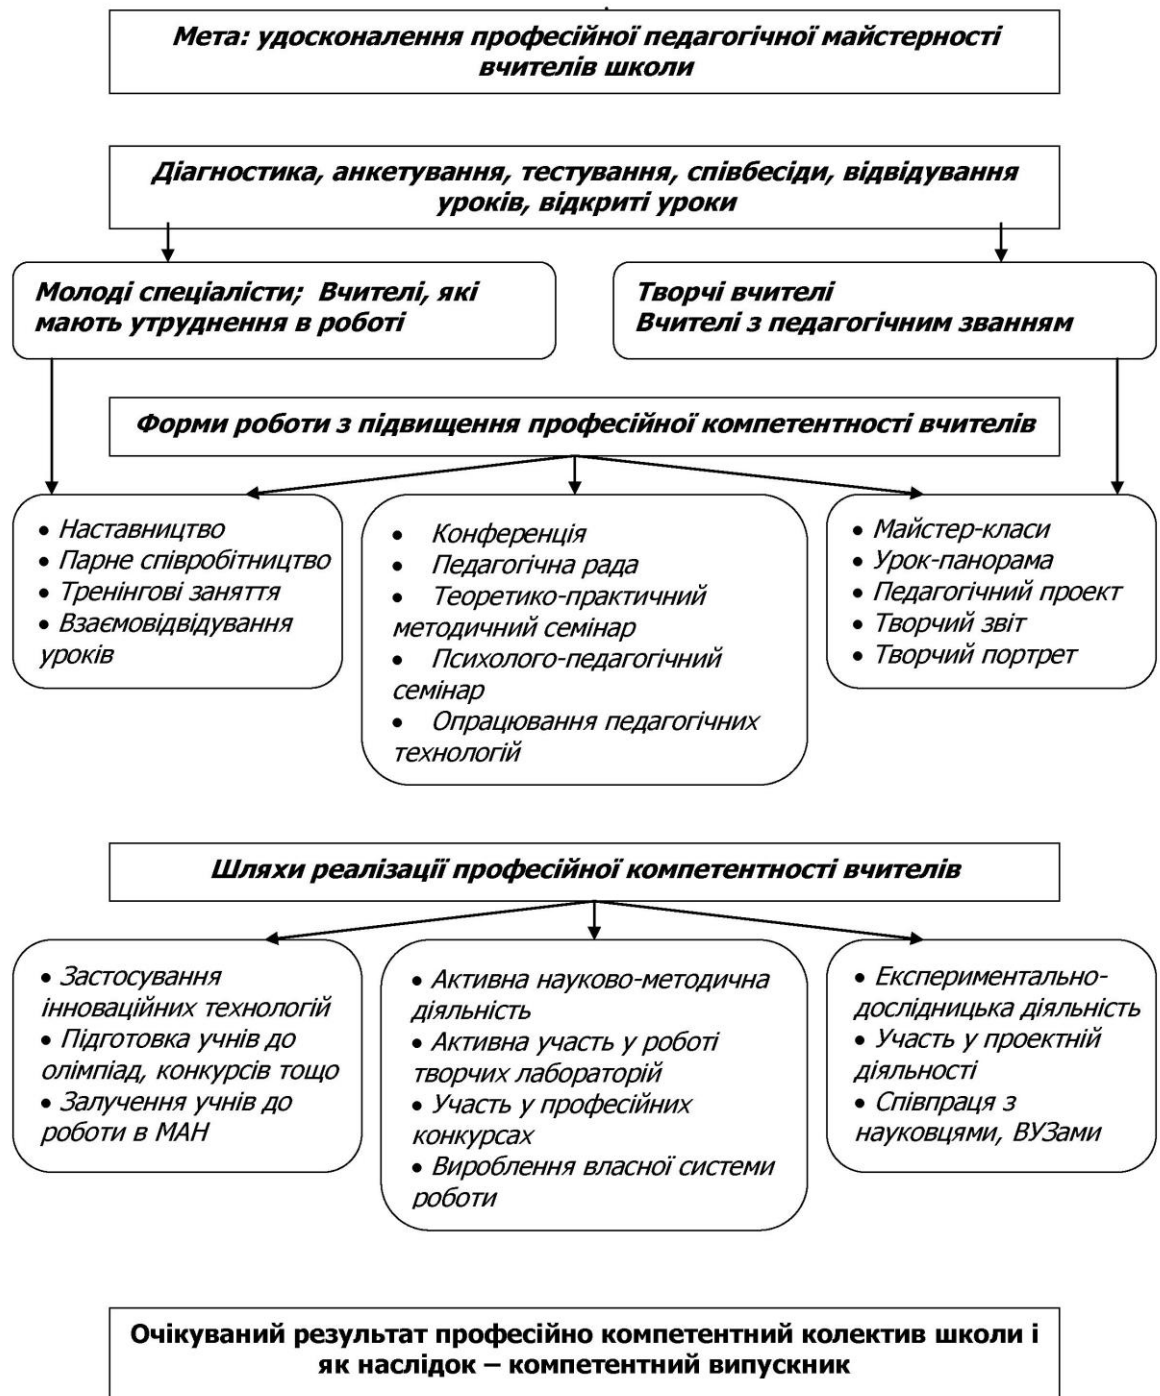 Мета: удосконалення професійної педагогічної майстерності
вчителів школи
Діагностика, анкетування, тестування, співбесіди, відвідування
уроків, відкриті уроки
Молоді спеціалісти; Вчителі, які
мають утруднення в роботі
Творчі вчителі
Вчителі з педагогічним званням
Форми роботи з підвищення професійної компетентності вчителів
• Наставництво
• Парне співробітництво
• Тренінгові заняття
• Взаємовідвідування
уроків
• Конференція
• Педагогічна рада
• Теоретико-практичний
методичний семінар
• Психолого-педагогічний
семінар
• Опрацювання педагогічних
технологій
• Майстер-класи
• Урок-панорама
• Педагогічний проект
• Творчий звіт
• Творчий портрет
Шляхи реалізації професійної компетентності вчителів
• Застосування
інноваційних технологій
• Підготовка учнів до
олімпіад, конкурсів тощо
• Залучення учнів до
роботи в МАН
• Активна науково-методична
діяльність
• Активна участь у роботі
творчих лабораторій
• Участь у професійних
конкурсах
• Вироблення власної системи
роботи
• Експериментально-
дослідницька діяльність
• Участь у проектній
діяльності
• Співпраця з
науковцями, ВУЗами
Очікуваний результат професійно компетентний колектив школи і
як наслідок – компетентний випускник